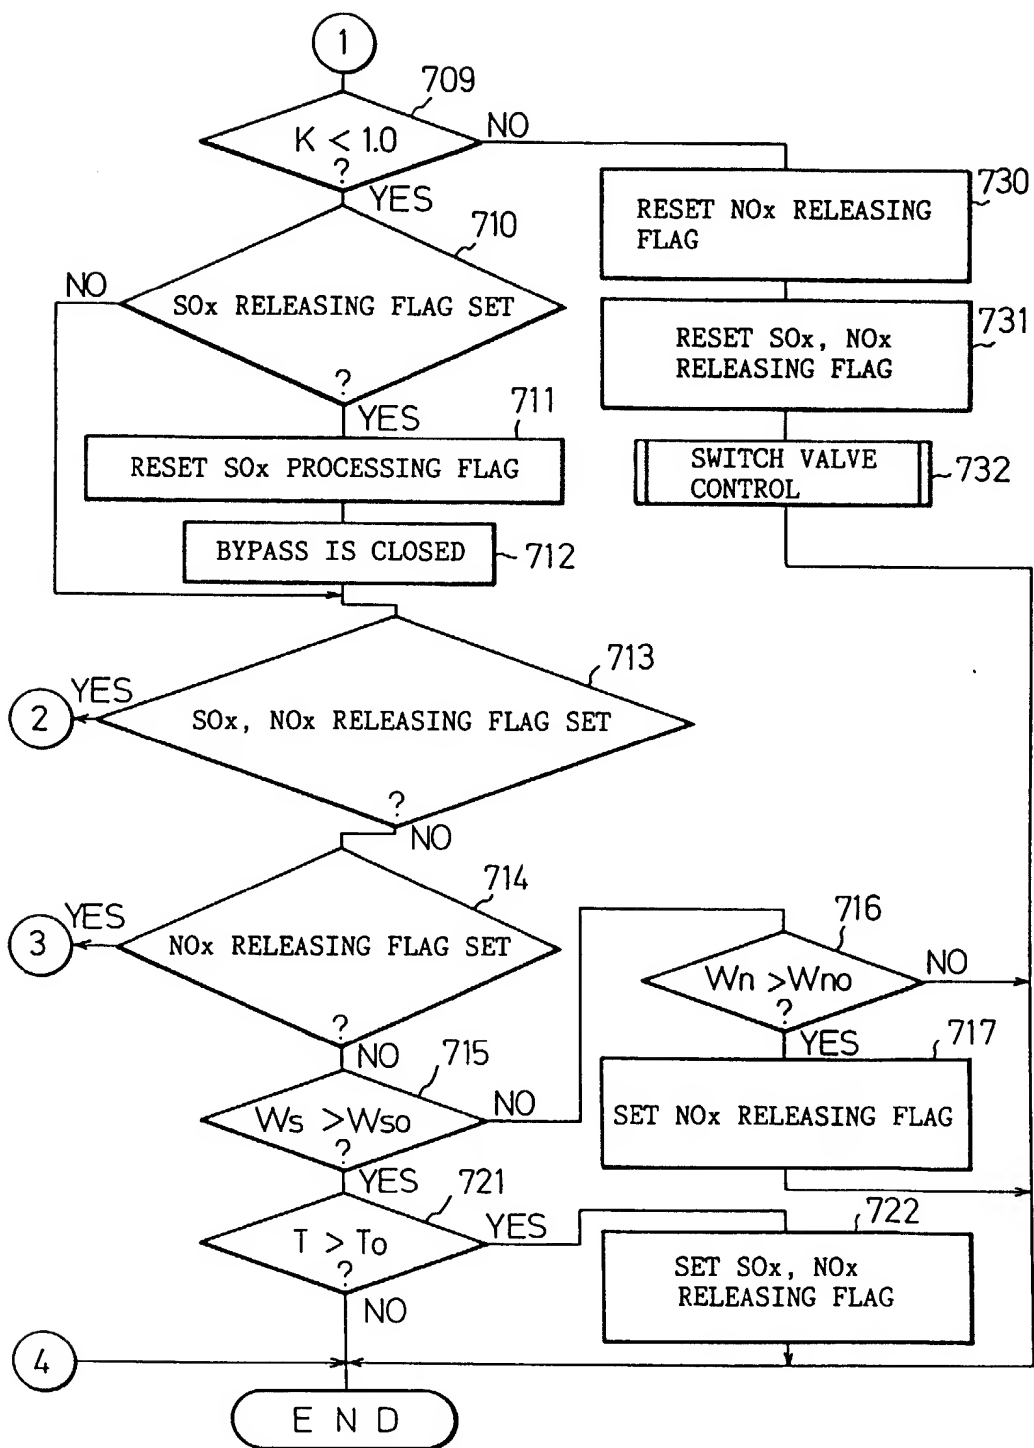 1
709
K < 1.0
?
NO
YES
730
RESET NOx RELEASING
FLAG
710
NO
SOx RELEASING FLAG SET
?
YES
731
RESET SOx, NOx
RELEASING FLAG
711
RESET SOx PROCESSING FLAG
SWITCH VALVE
CONTROL
732
BYPASS IS CLOSED
712
713
YES
2
SOx, NOx RELEASING FLAG SET
?
NO
714
YES
3
NOx RELEASING FLAG SET
?
NO
716
Wn >Wno
?
NO
YES
717
SET NOx RELEASING FLAG
715
Ws >Wso
?
NO
YES
721
T > To
?
YES
NO
722
SET SOx, NOx
RELEASING FLAG
4
END